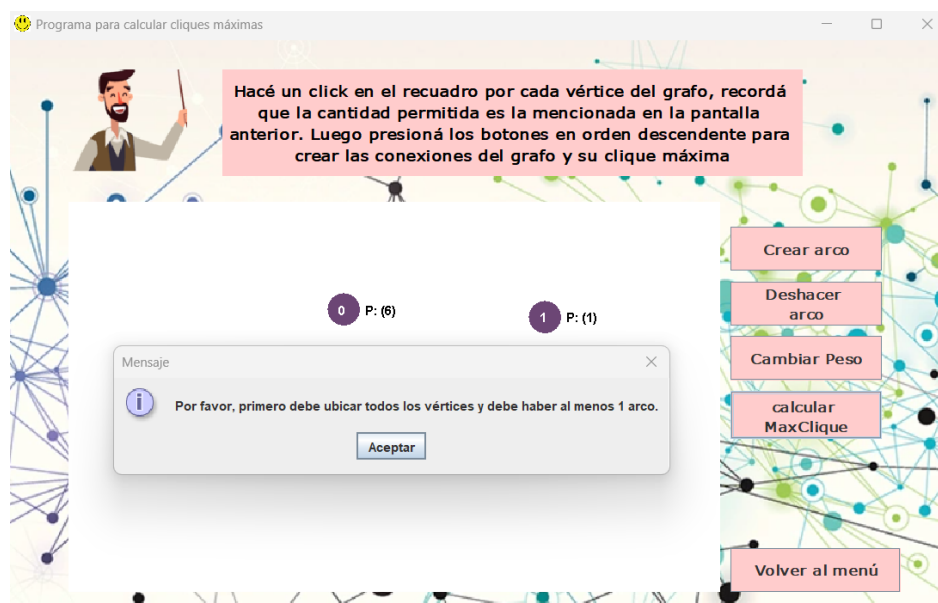 Programa para calcular cliques máximas
Hacé un click en el recuadro por cada vértice del grafo, recordá
que la cantidad permitida es la mencionada en la pantalla
anterior. Luego presioná los botones en orden descendente para
crear las conexiones del grafo y su clique máxima
Crear arco
Deshacer
arco
Cambiar Peso
calcular
MaxClique
Volver al menú
0 P: (6)
1 P: (1)
Mensaje
Por favor, primero debe ubicar todos los vértices y debe haber al menos 1 arco.
Aceptar